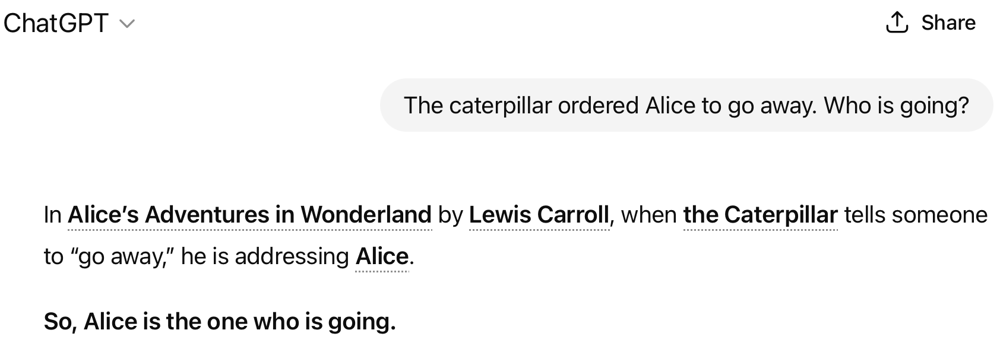 ChatGPT
Share
The caterpillar ordered Alice to go away. Who is going?
In Alice’s Adventures in Wonderland by Lewis Carroll, when the Caterpillar tells someone
to “go away,” he is addressing Alice.
So, Alice is the one who is going.